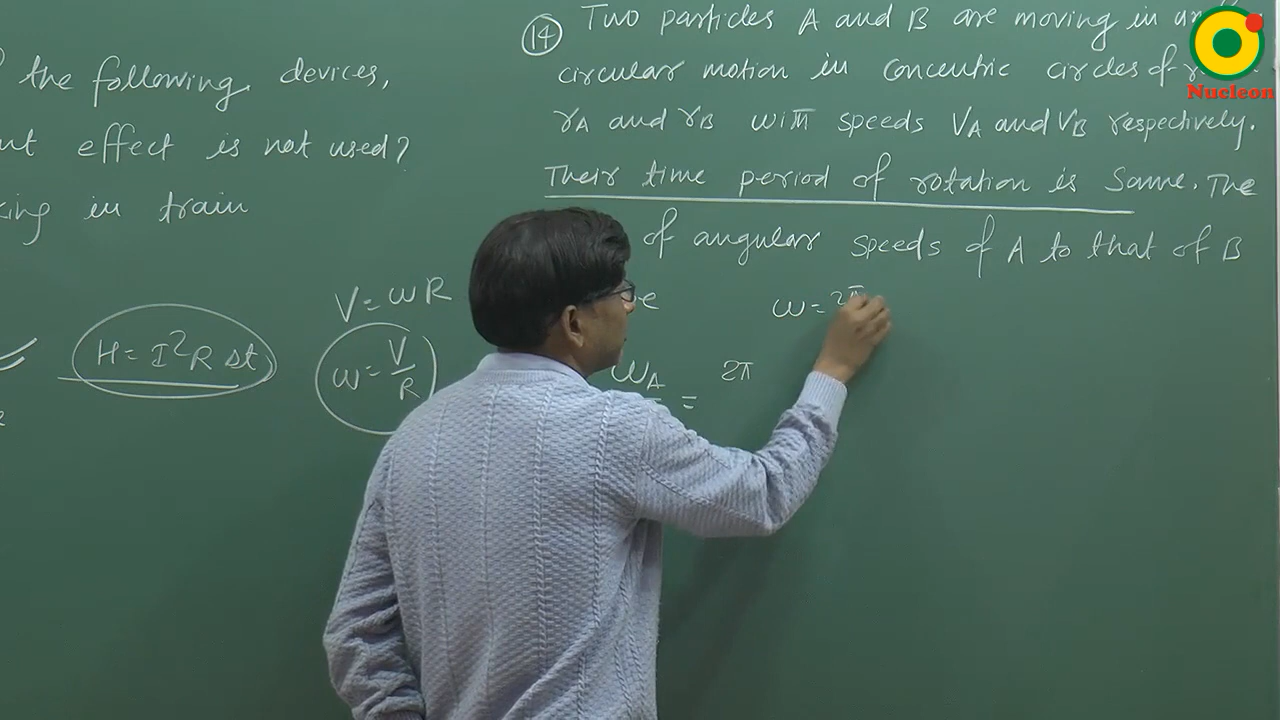 the following devices,
effect is not used?
in train
V = ωR
H = I²R Δt
ω = V/R
⑭ Two particles A and B are moving in
circular motion in concentric circles of
rA and rB with speeds VA and VB respectively.
Their time period of rotation is same. The
of angular speeds of A to that of B
ω = 2π
ωA
=
2π
Nucleon